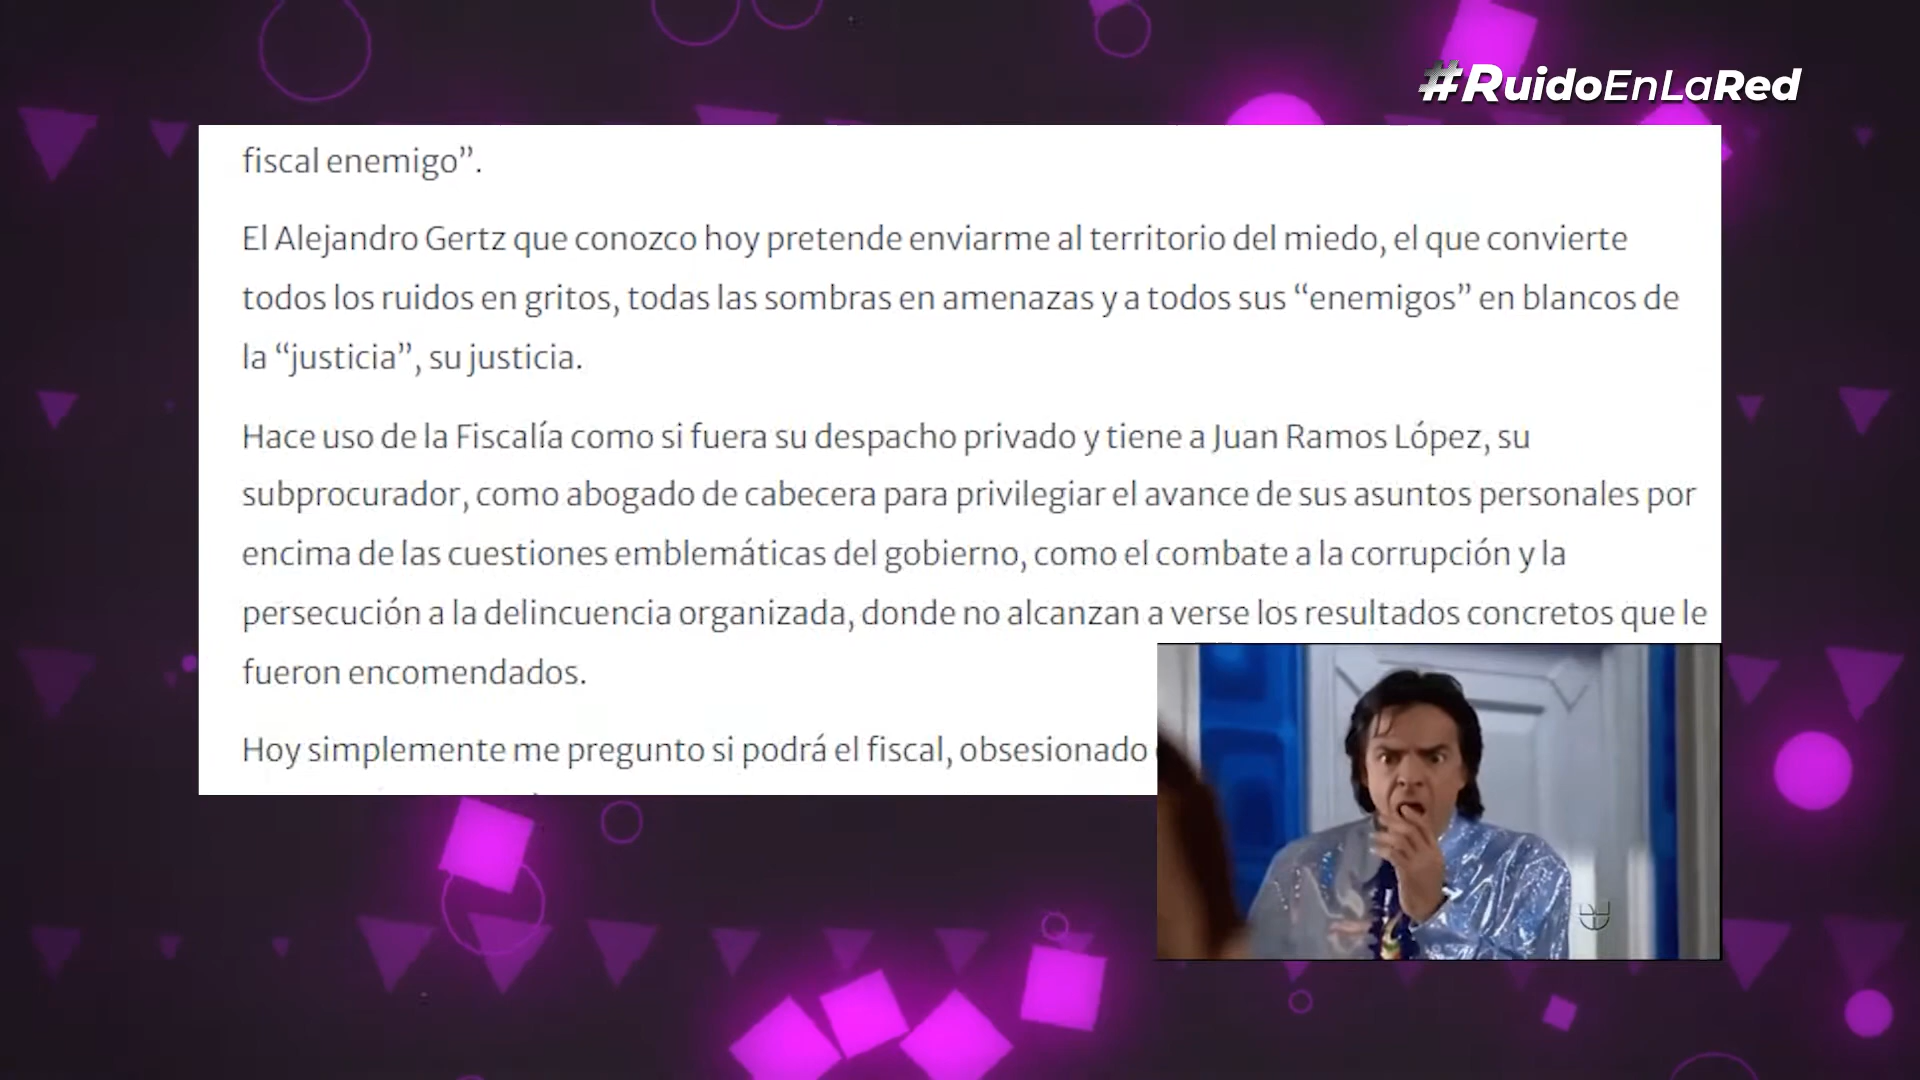 #RuidoEnLaRed
fiscal enemigo”.
El Alejandro Gertz que conozco hoy pretende enviarme al territorio del miedo, el que convierte
todos los ruidos en gritos, todas las sombras en amenazas y a todos sus “enemigos” en blancos de
la “justicia”, su justicia.
Hace uso de la Fiscalía como si fuera su despacho privado y tiene a Juan Ramos López, su
subprocurador, como abogado de cabecera para privilegiar el avance de sus asuntos personales por
encima de las cuestiones emblemáticas del gobierno, como el combate a la corrupción y la
persecución a la delincuencia organizada, donde no alcanzan a verse los resultados concretos que le
fueron encomendados.
Hoy simplemente me pregunto si podrá el fiscal, obsesionado